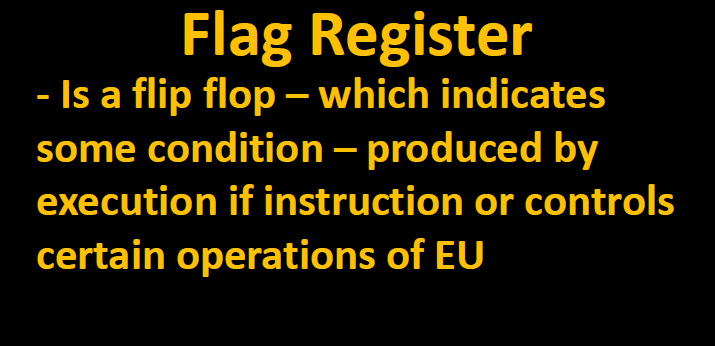 Flag Register
- Is a flip flop – which indicates
some condition – produced by
execution if instruction or controls
certain operations of EU